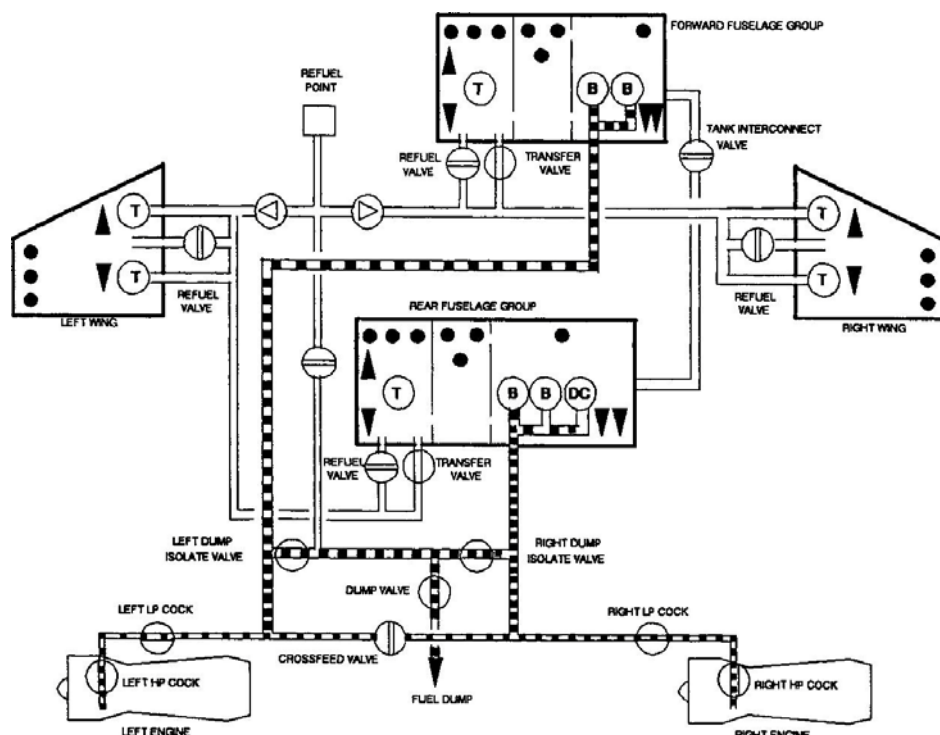 FORWARD FUSELAGE GROUP
REFUEL
POINT
T
B
B
TANK INTERCONNECT
VALVE
REFUEL
VALVE
TRANSFER
VALVE
T
T
T
T
REFUEL
VALVE
LEFT WING
REFUEL
VALVE
RIGHT WING
REAR FUSELAGE GROUP
T
B
B
DC
REFUEL
VALVE
TRANSFER
VALVE
LEFT DUMP
ISOLATE VALVE
RIGHT DUMP
ISOLATE VALVE
DUMP VALVE
LEFT LP COCK
RIGHT LP COCK
CROSSFEED VALVE
LEFT HP COCK
RIGHT HP COCK
FUEL DUMP
LEFT ENGINE
RIGHT ENGINE